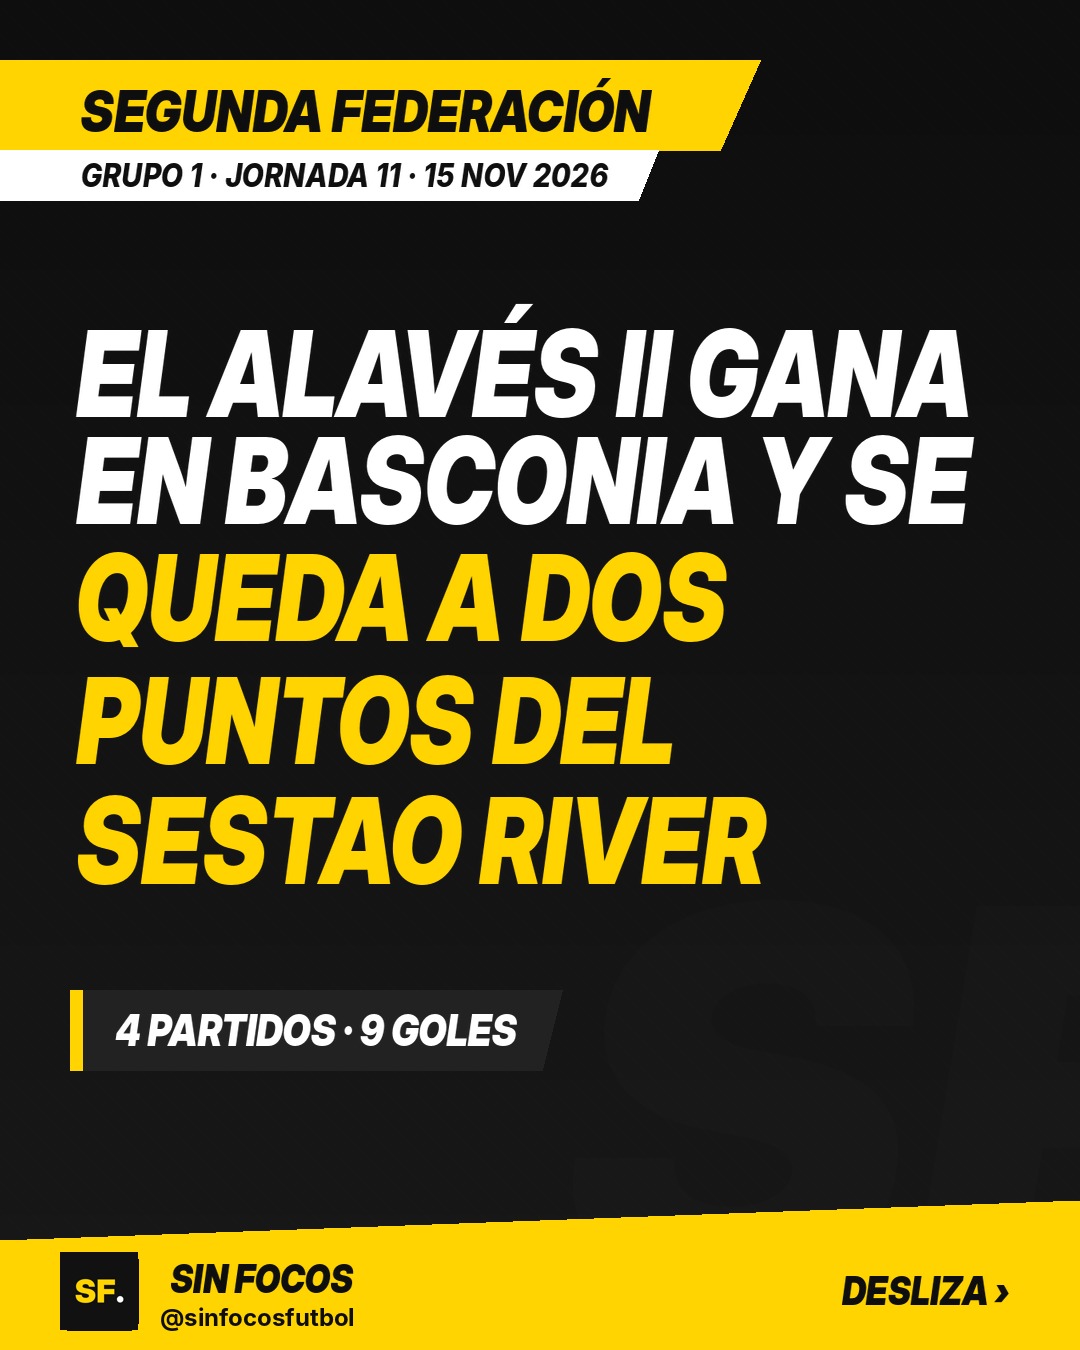 SEGUNDA FEDERACIÓN
GRUPO 1 · JORNADA 11 · 15 NOV 2026
EL ALAVÉS II GANA
EN BASCONIA Y SE
QUEDA A DOS
PUNTOS DEL
SESTAO RIVER
4 PARTIDOS · 9 GOLES
SF
SF.
SIN FOCOS
@sinfocosfutbol
DESLIZA ›